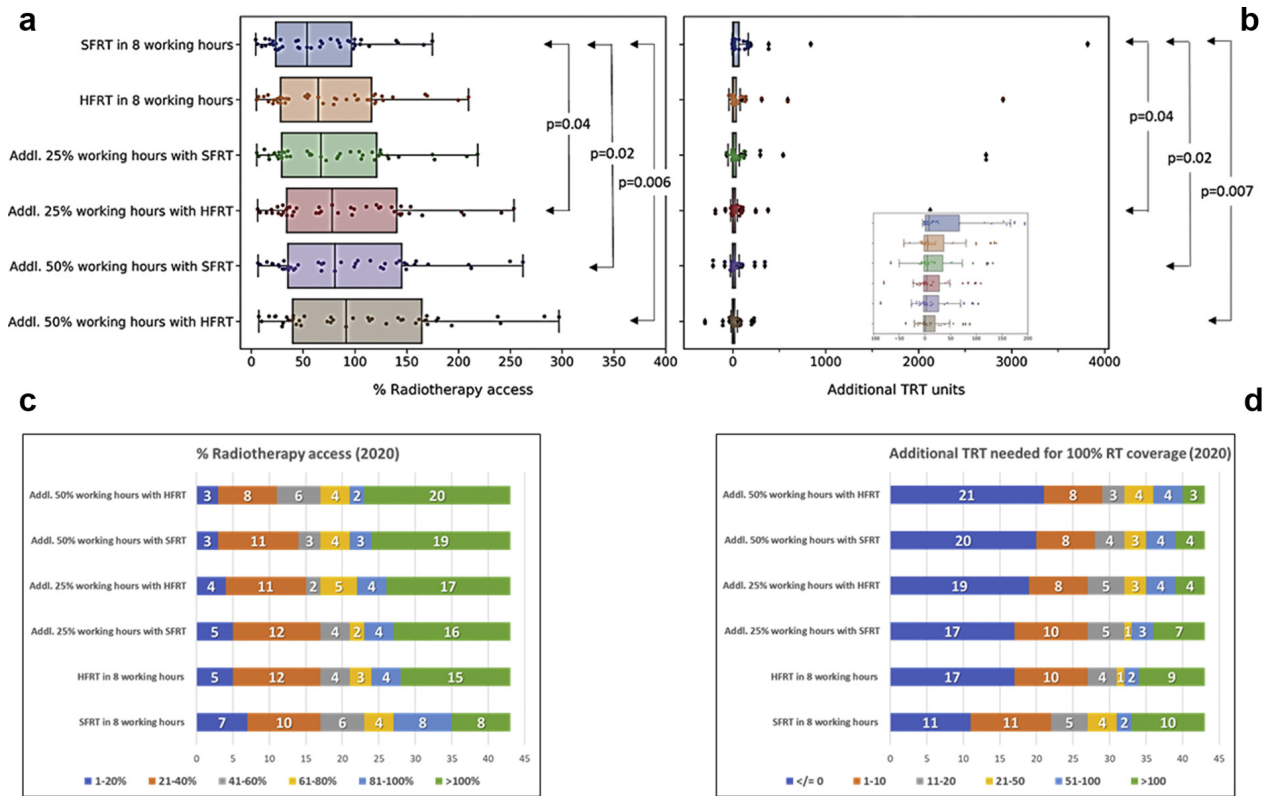 a
b
SFRT in 8 working hours
HFRT in 8 working hours
Addl. 25% working hours with SFRT
Addl. 25% working hours with HFRT
Addl. 50% working hours with SFRT
Addl. 50% working hours with HFRT
p=0.04
p=0.02
p=0.006
0 50 100 150 200 250 300 350 400
% Radiotherapy access
p=0.04
p=0.02
p=0.007
-100 -50 0 50 100 150 200
0 1000 2000 3000 4000
Additional TRT units
c
d
% Radiotherapy access (2020)
Addl. 50% working hours with HFRT 3 8 6 4 2 20
Addl. 50% working hours with SFRT 3 11 3 4 3 19
Addl. 25% working hours with HFRT 4 11 2 5 4 17
Addl. 25% working hours with SFRT 5 12 4 2 4 16
HFRT in 8 working hours 5 12 4 3 4 15
SFRT in 8 working hours 7 10 6 4 8 8
0 5 10 15 20 25 30 35 40 45
1-20% 21-40% 41-60% 61-80% 81-100% >100%
Additional TRT needed for 100% RT coverage (2020)
Addl. 50% working hours with HFRT 21 8 3 4 4 3
Addl. 50% working hours with SFRT 20 8 4 3 4 4
Addl. 25% working hours with HFRT 19 8 5 3 4 4
Addl. 25% working hours with SFRT 17 10 5 1 3 7
HFRT in 8 working hours 17 10 4 1 2 9
SFRT in 8 working hours 11 11 5 4 2 10
0 5 10 15 20 25 30 35 40 45
</= 0 1-10 11-20 21-50 51-100 >100